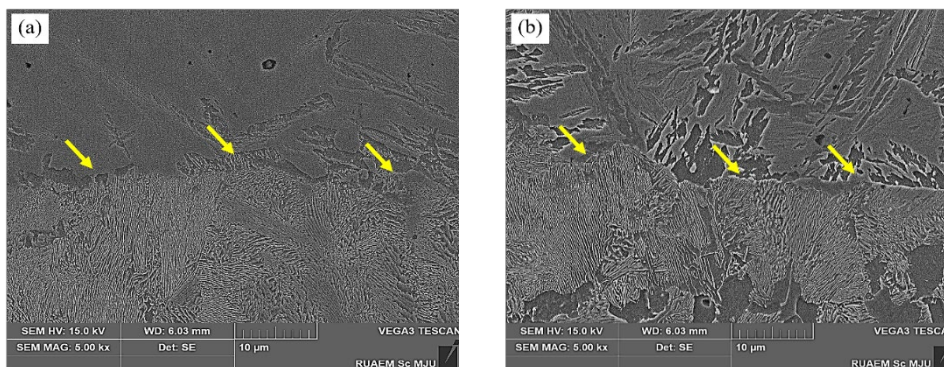 (a)
SEM HV: 15.0 kV WD: 6.03 mm VEGA3 TESCAN
SEM MAG: 5.00 kx Det: SE 10 µm
RUAEM Sc MJU
(b)
SEM HV: 15.0 kV WD: 6.03 mm VEGA3 TESCA
SEM MAG: 5.00 kx Det: SE 10 µm
RUAEM Sc MJU